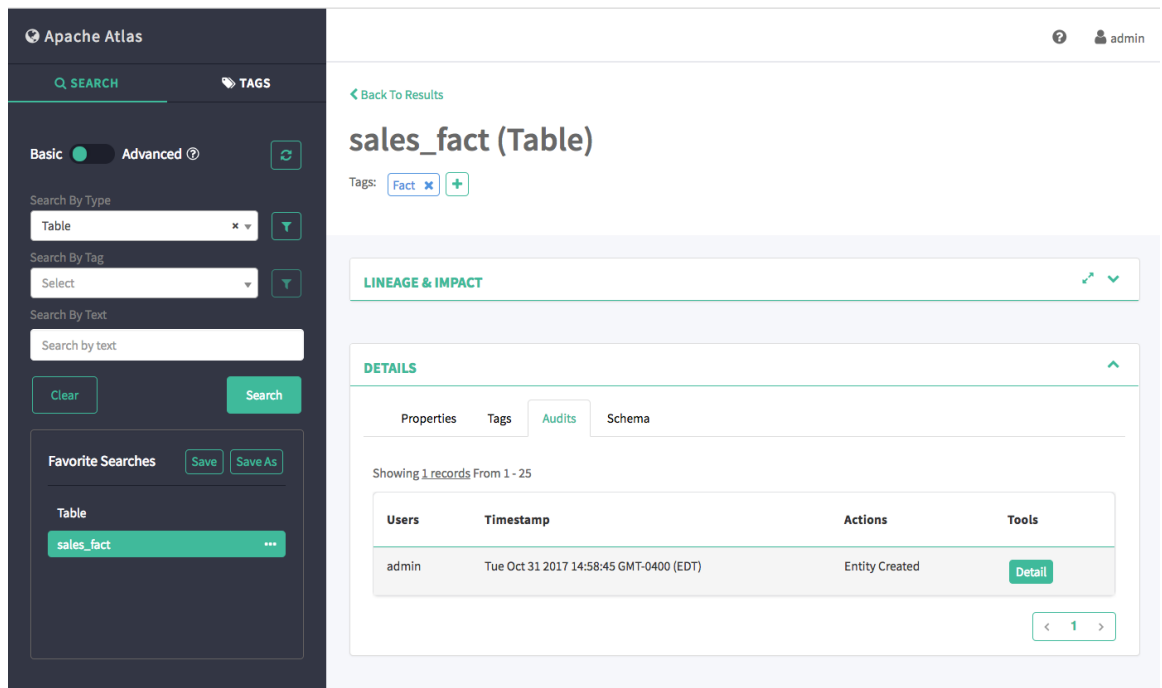 Apache Atlas
admin
SEARCH
TAGS
Basic
Advanced
Search By Type
Table
Search By Tag
Select
Search By Text
Search by text
Clear
Search
Favorite Searches
Save
Save As
Table
sales_fact
Back To Results
sales_fact (Table)
Tags:
Fact
LINEAGE & IMPACT
DETAILS
Properties
Tags
Audits
Schema
Showing 1 records From 1 - 25
Users
Timestamp
Actions
Tools
admin
Tue Oct 31 2017 14:58:45 GMT-0400 (EDT)
Entity Created
Detail
1